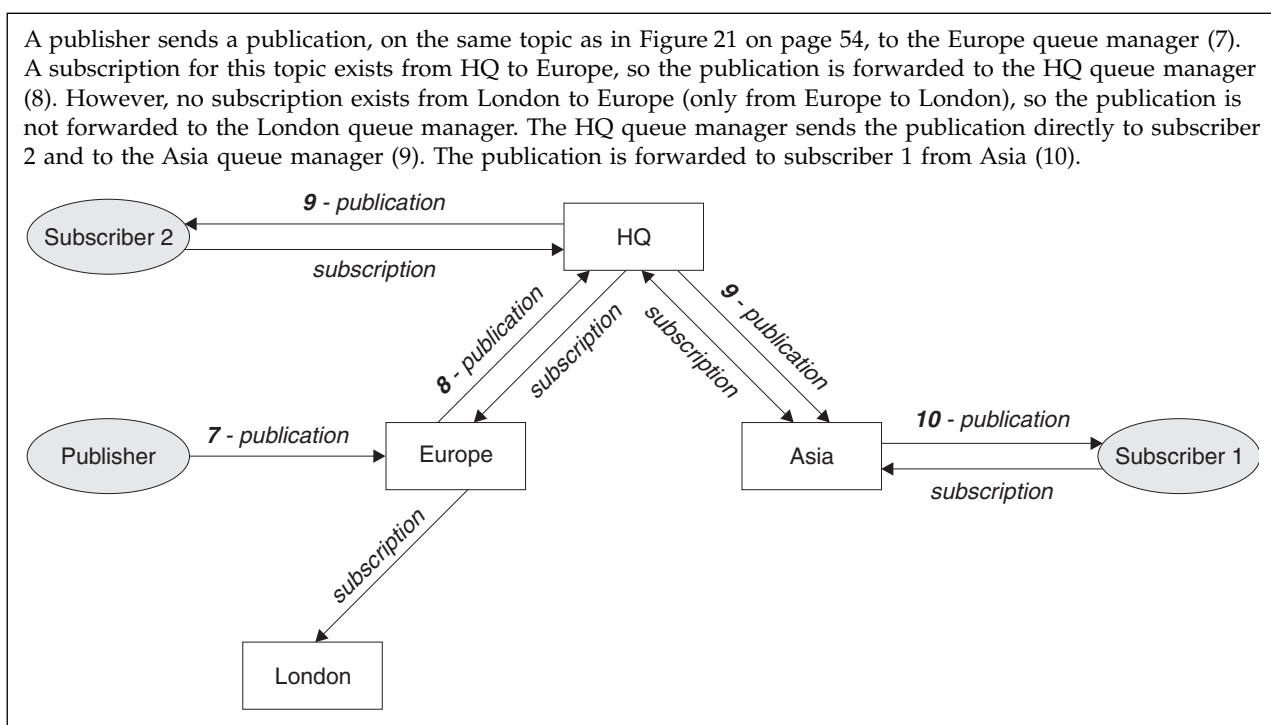 A publisher sends a publication, on the same topic as in Figure 21 on page 54, to the Europe queue manager (7).
A subscription for this topic exists from HQ to Europe, so the publication is forwarded to the HQ queue manager
(8). However, no subscription exists from London to Europe (only from Europe to London), so the publication is
not forwarded to the London queue manager. The HQ queue manager sends the publication directly to subscriber
2 and to the Asia queue manager (9). The publication is forwarded to subscriber 1 from Asia (10).
9 - publication
Subscriber 2
HQ
subscription
8 - publication
subscription
subscription
9 - publication
Publisher
7 - publication
Europe
Asia
10 - publication
Subscriber 1
subscription
subscription
London